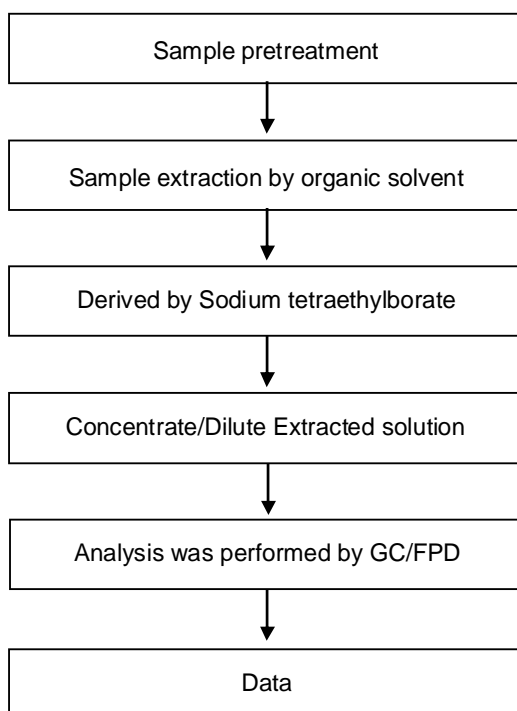 Sample pretreatment
Sample extraction by organic solvent
Derived by Sodium tetraethylborate
Concentrate/Dilute Extracted solution
Analysis was performed by GC/FPD
Data